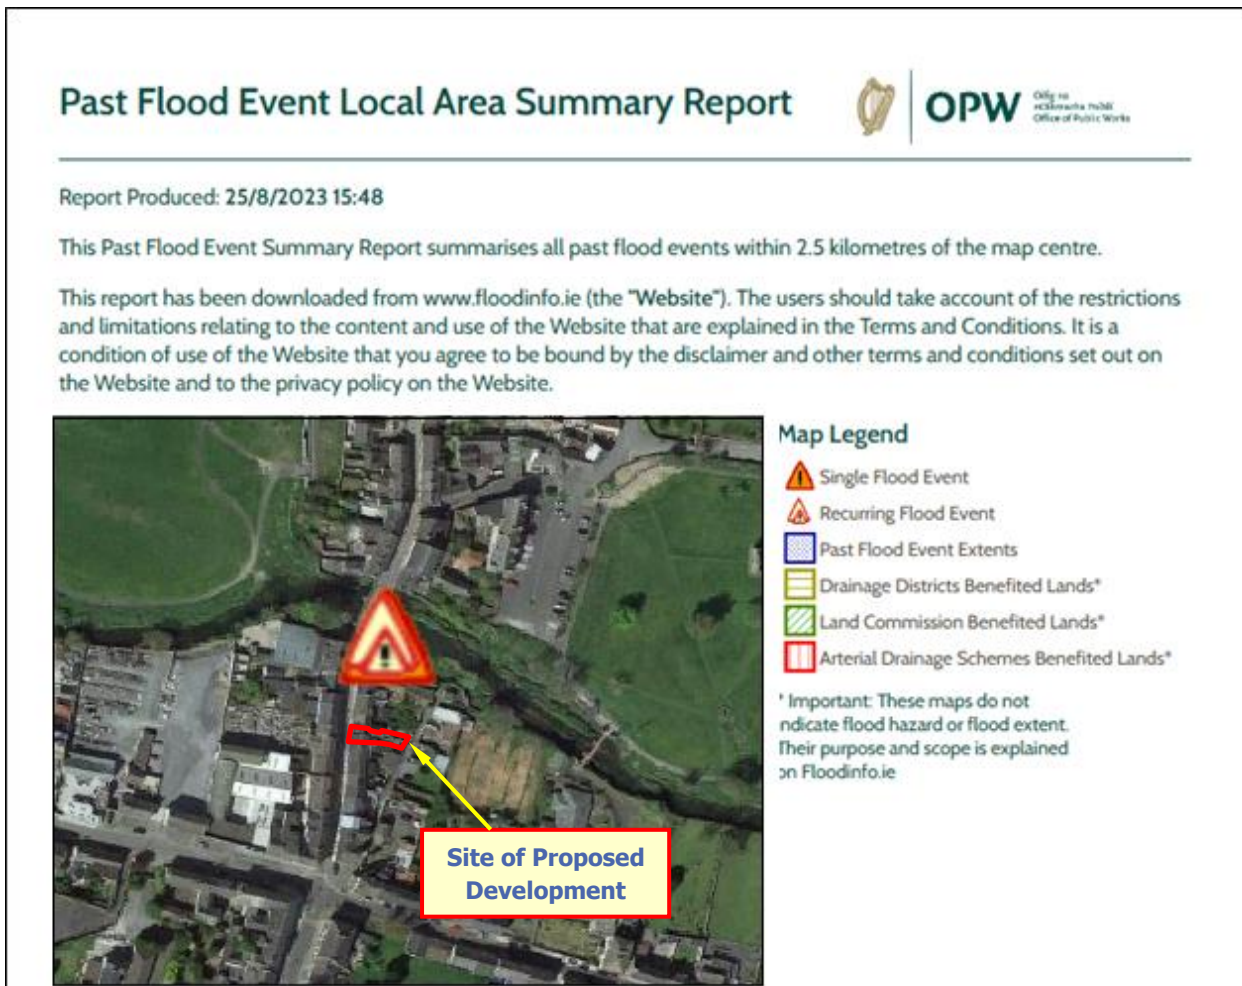 Past Flood Event Local Area Summary Report
OPW
Office of Public Works
Report Produced: 25/8/2023 15:48
This Past Flood Event Summary Report summarises all past flood events within 2.5 kilometres of the map centre.
This report has been downloaded from www.floodinfo.ie (the "Website"). The users should take account of the restrictions
and limitations relating to the content and use of the Website that are explained in the Terms and Conditions. It is a
condition of use of the Website that you agree to be bound by the disclaimer and other terms and conditions set out on
the Website and to the privacy policy on the Website.
Map Legend
Single Flood Event
Recurring Flood Event
Past Flood Event Extents
Drainage Districts Benefited Lands*
Land Commission Benefited Lands*
Arterial Drainage Schemes Benefited Lands*
* Important: These maps do not
ndicate flood hazard or flood extent.
Their purpose and scope is explained
on Floodinfo.ie
Site of Proposed
Development